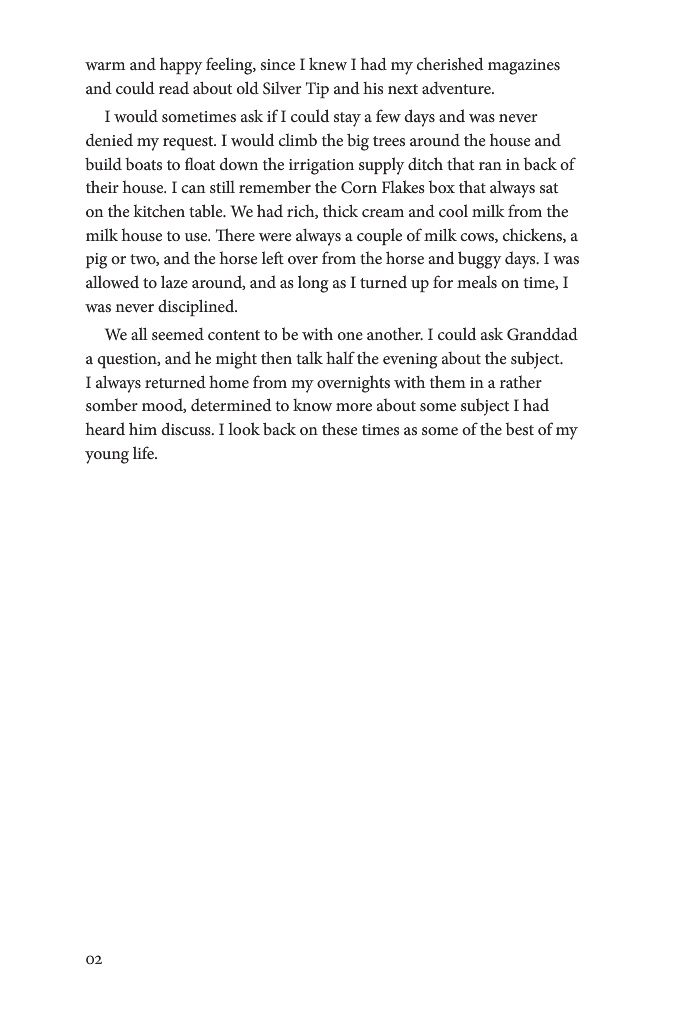 warm and happy feeling, since I knew I had my cherished magazines
and could read about old Silver Tip and his next adventure.
I would sometimes ask if I could stay a few days and was never
denied my request. I would climb the big trees around the house and
build boats to float down the irrigation supply ditch that ran in back of
their house. I can still remember the Corn Flakes box that always sat
on the kitchen table. We had rich, thick cream and cool milk from the
milk house to use. There were always a couple of milk cows, chickens, a
pig or two, and the horse left over from the horse and buggy days. I was
allowed to laze around, and as long as I turned up for meals on time, I
was never disciplined.
We all seemed content to be with one another. I could ask Granddad
a question, and he might then talk half the evening about the subject.
I always returned home from my overnights with them in a rather
somber mood, determined to know more about some subject I had
heard him discuss. I look back on these times as some of the best of my
young life.
02